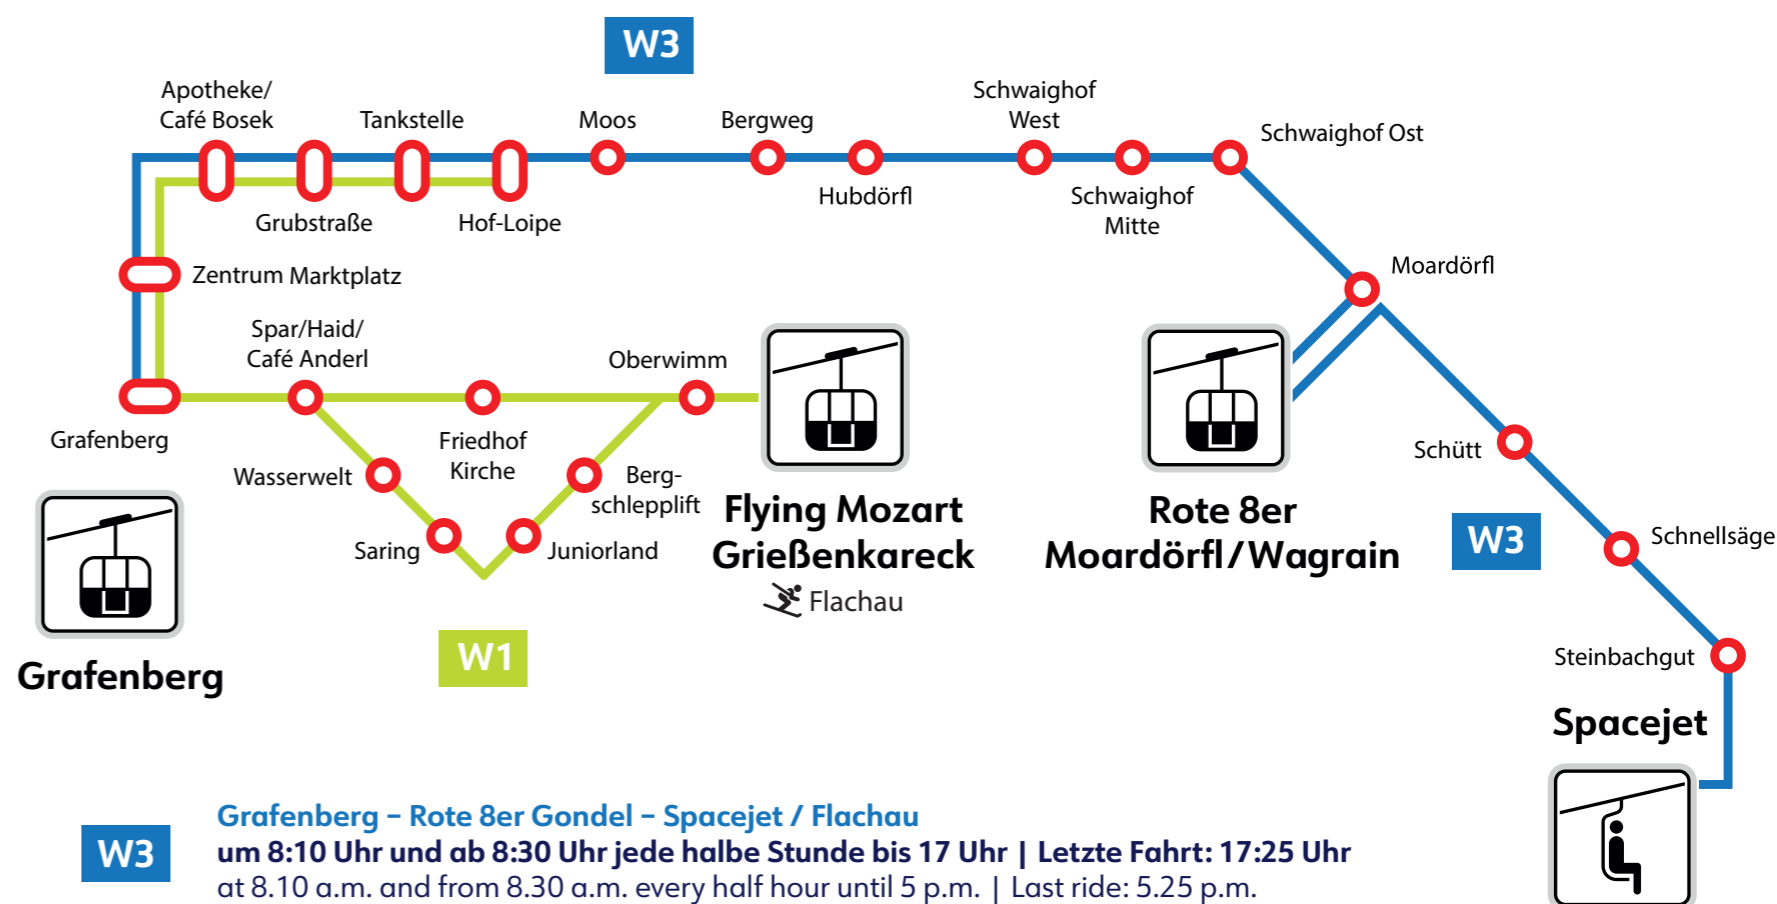 W3
Apotheke/
Café Bosek
Tankstelle
Moos
Bergweg
Schwaighof
West
Schwaighof Ost
Grubstraße
Hof-Loipe
Hubdörfl
Schwaighof
Mitte
Zentrum Marktplatz
Moardörfl
Spar/Haid/
Café Anderl
Oberwimm
Grafenberg
Friedhof
Kirche
Wasserwelt
Berg-
schlepplift
Saring
Juniorland
Schütt
Flying Mozart
Grießenkareck
Flachau
Rote 8er
Moardörfl/Wagrain
W3
Schnellsäge
Steinbachgut
Grafenberg
W1
Spacejet
W3
Grafenberg – Rote 8er Gondel – Spacejet / Flachau
um 8:10 Uhr und ab 8:30 Uhr jede halbe Stunde bis 17 Uhr | Letzte Fahrt: 17:25 Uhr
at 8.10 a.m. and from 8.30 a.m. every half hour until 5 p.m. | Last ride: 5.25 p.m.